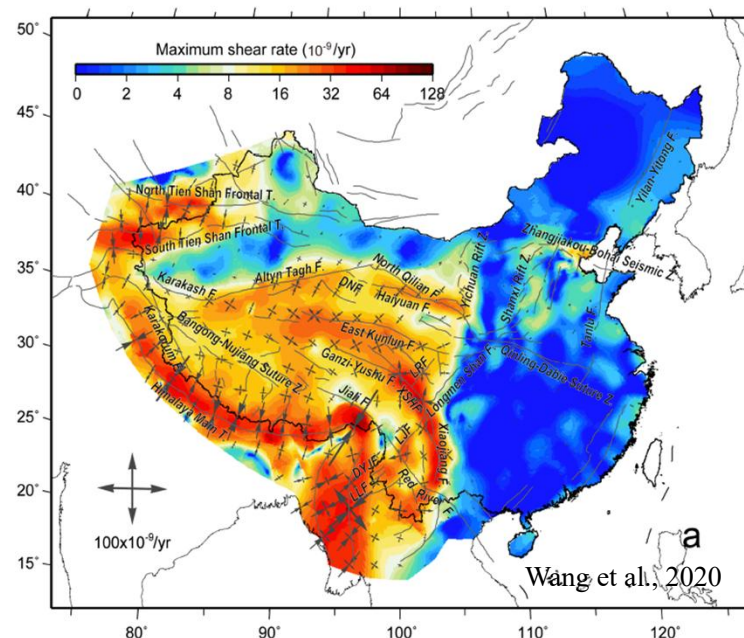 Maximum shear rate (10⁻⁹/yr)
0 2 4 8 16 32 64 128
50°
45°
40°
35°
30°
25°
20°
15°
North Tien Shan Frontal T.
South Tien Shan Frontal T.
Yilan-Yitong F.
Zhangjiakou-Bohai Seismic Z.
Yichuan Rift Z.
Shanxi Rift Z.
Tanlu F.
Altyn Tagh F.
North Qilian F.
Karakash F.
DNF
Haiyuan F.
East Kunlun F.
Karakorum F.
Bangong-Nujiang Suture Z.
Ganzi-Yushu F.
LRF
XSHF
Longmen Shan F.
Qinling-Dabie Suture Z.
Jiali F.
Himalaya Main T.
LJF
Xiaojiang F.
DYJF
LLF
Red River F.
100x10⁻⁹/yr
a
Wang et al., 2020
80° 90° 100° 110° 120°